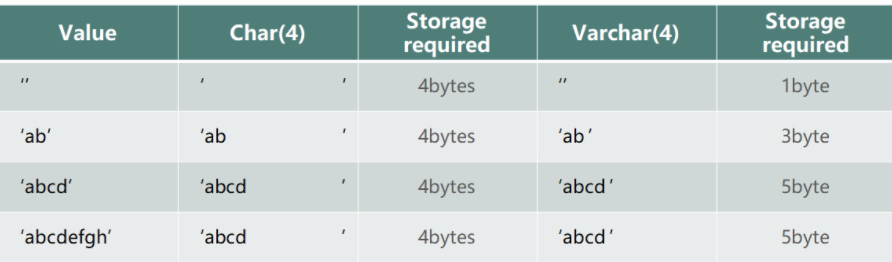 Value Char(4) Storage required Varchar(4) Storage required
'' ' ' 4bytes '' 1byte
'ab' 'ab ' 4bytes 'ab ' 3byte
'abcd' 'abcd ' 4bytes 'abcd ' 5byte
'abcdefgh' 'abcd ' 4bytes 'abcd ' 5byte